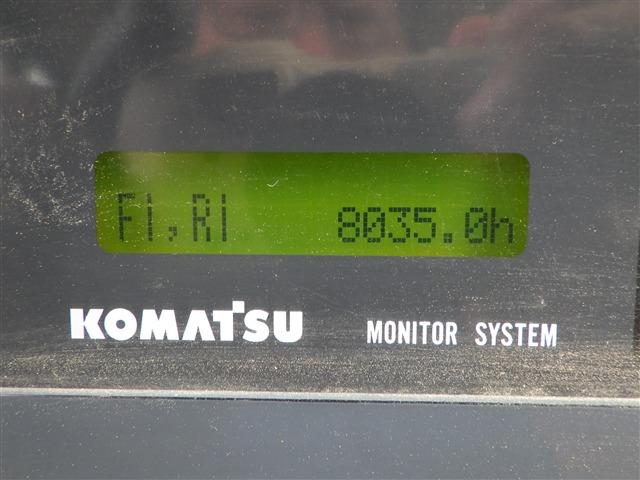 F1,R1 8035.0h
KOMATSU MONITOR SYSTEM